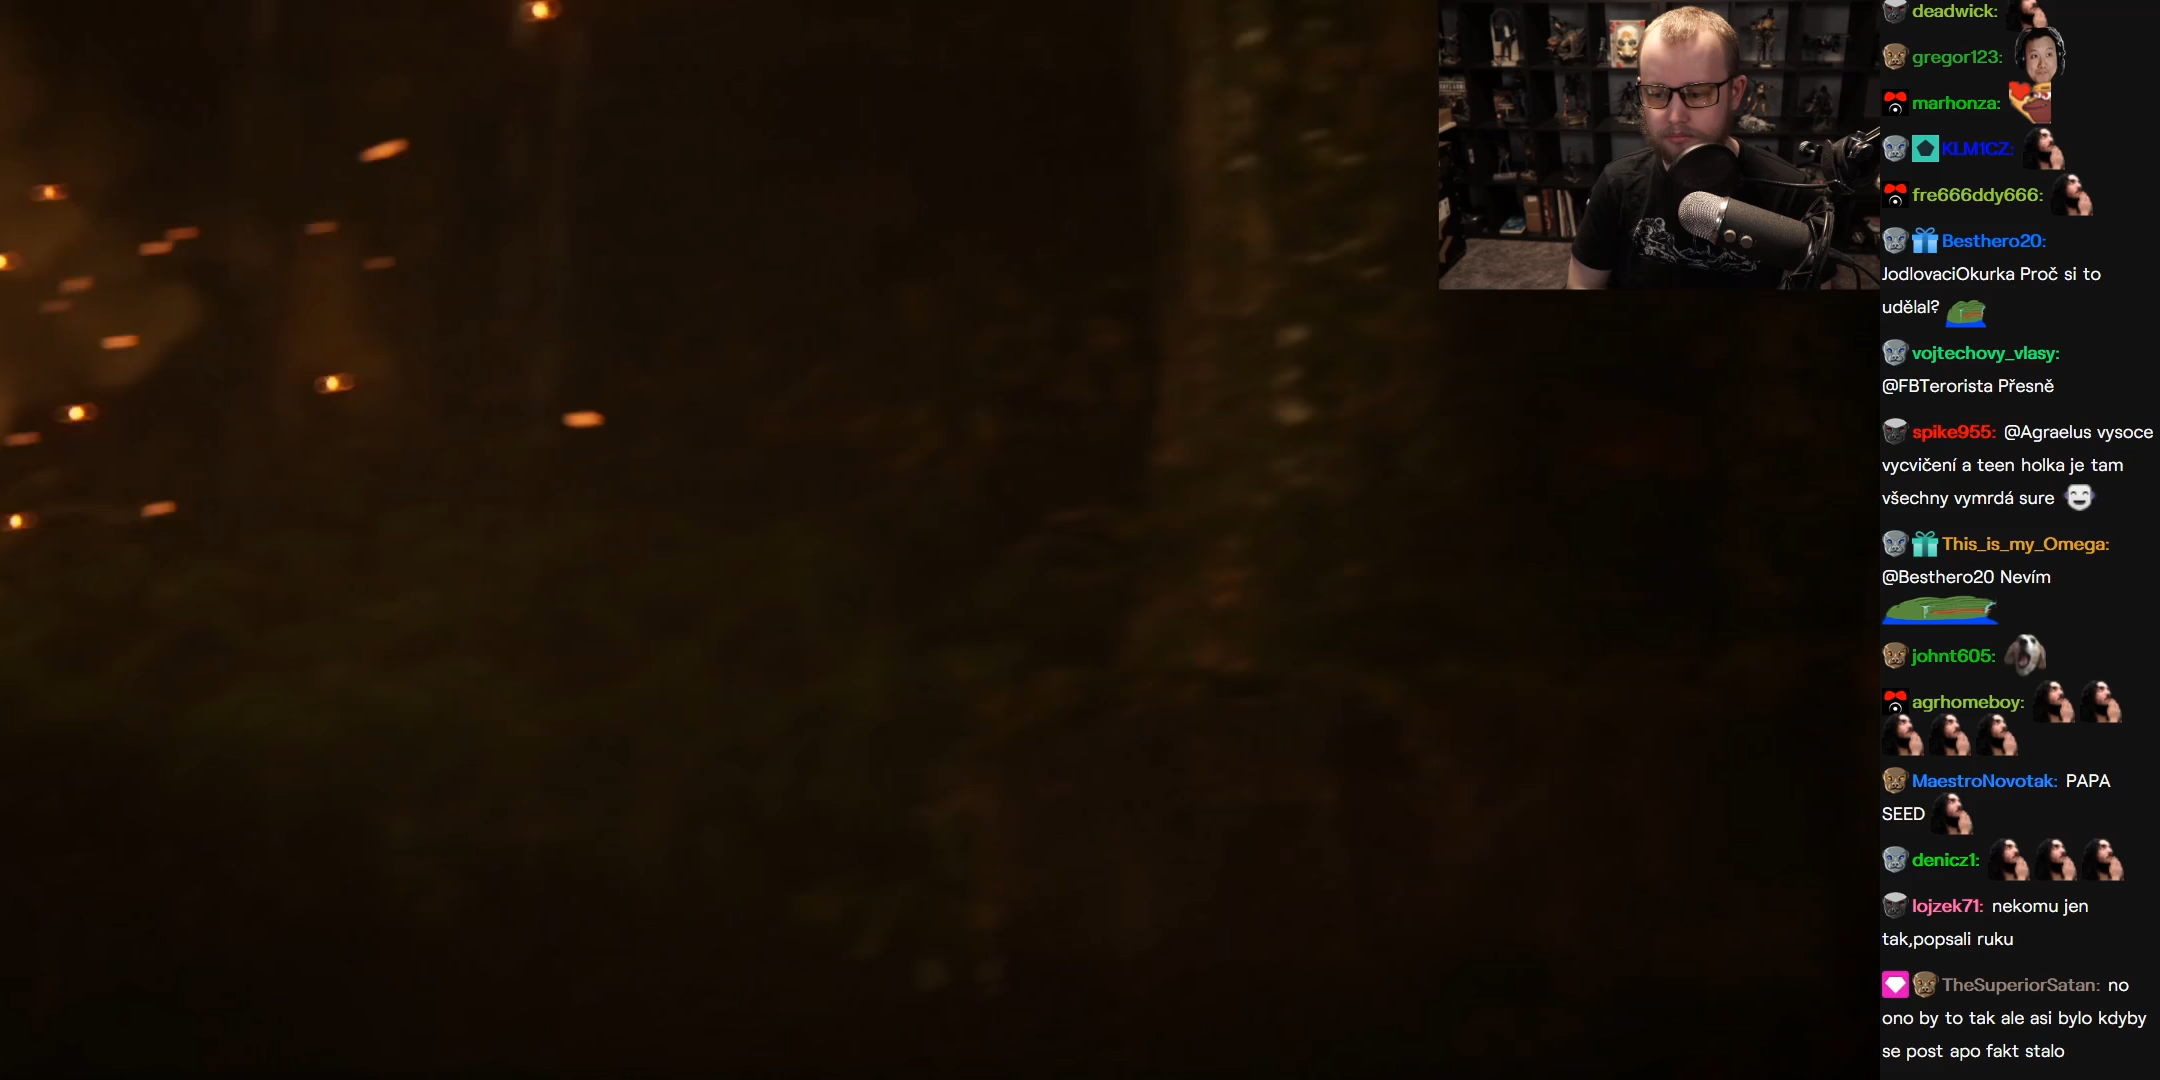 deadwick:
gregor123:
marhonza:
KLM1CZ:
fre666ddy666:
Besthero20:
JodlovaciOkurka Proč si to
udělal?
vojtechovy_vlasy:
@FBTerorista Přesně
spike955: @Agraelus vysoce
vycvičení a teen holka je tam
všechny vymrdá sure
This_is_my_Omega:
@Besthero20 Nevím
johnt605:
agrhomeboy:
MaestroNovotak: PAPA
SEED
denicz1:
lojzek71: nekomu jen
tak,popsali ruku
TheSuperiorSatan: no
ono by to tak ale asi bylo kdyby
se post apo fakt stalo